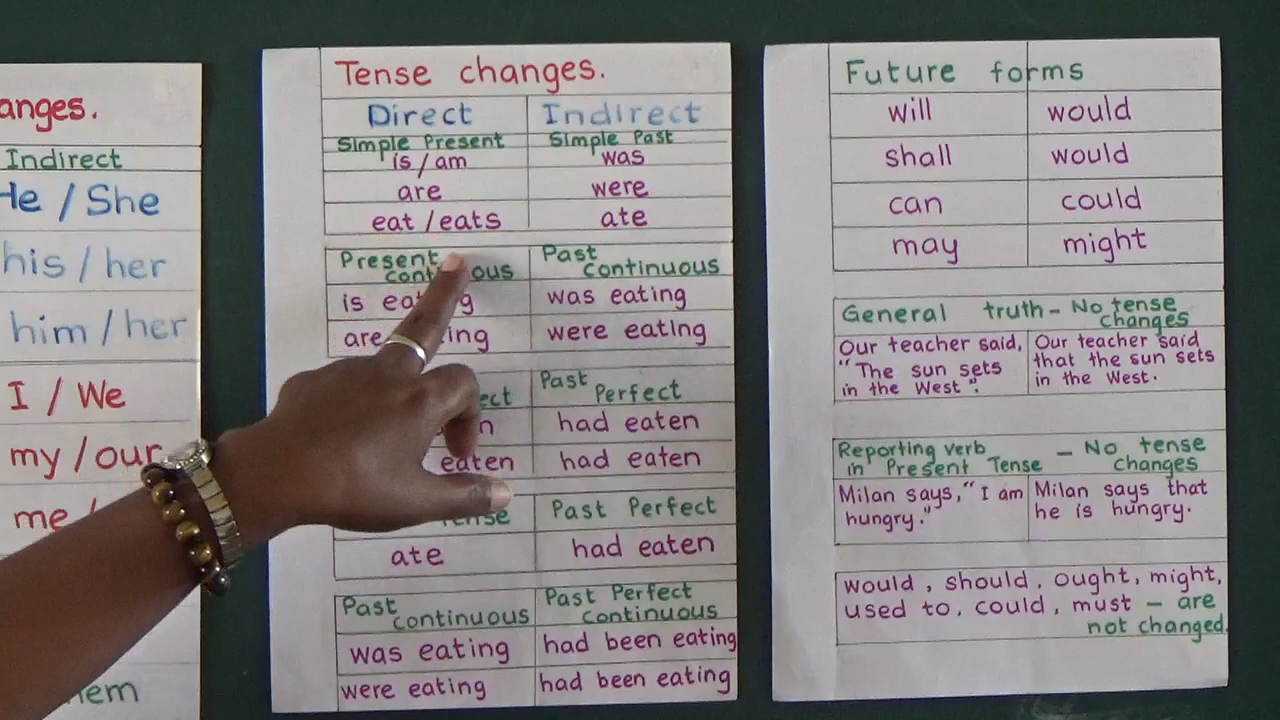 anges.
Indirect
He / She
his / her
him / her
I / We
my / our
me /
Tense changes.
Direct Indirect
Simple Present Simple Past
is / am was
are were
eat / eats ate
Present Past
continuous
is eating was eating
are were eating
Past
Perfect
had eaten
eaten had eaten
Past Perfect
ate had eaten
Past Past Perfect
continuous continuous
was eating had been eating
were eating had been eating
Future forms
will would
shall would
can could
may might
General truth - No tense
changes
Our teacher said, Our teacher said
"The sun sets that the sun sets
in the West". in the West.
Reporting verb - No tense
in Present Tense changes
Milan says, "I am Milan says that
hungry." he is hungry.
would, should, ought, might,
used to, could, must - are
not changed.